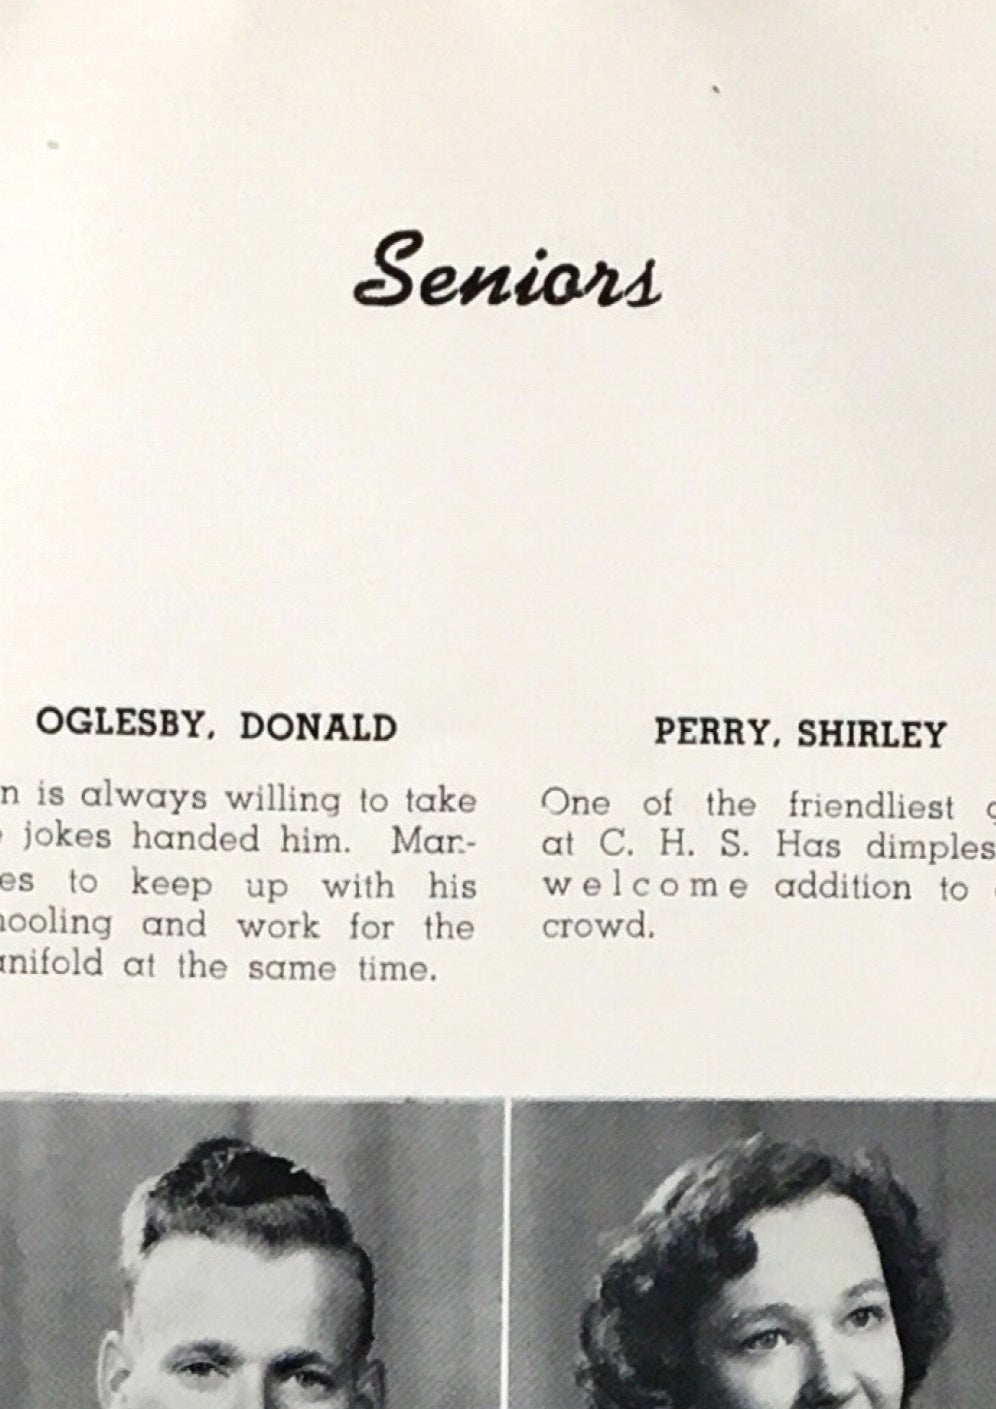 Seniors
OGLESBY, DONALD
n is always willing to take
jokes handed him. Mar-
es to keep up with his
hooling and work for the
anifold at the same time.
PERRY, SHIRLEY
One of the friendliest g
at C. H. S. Has dimples
welcome addition to
crowd.